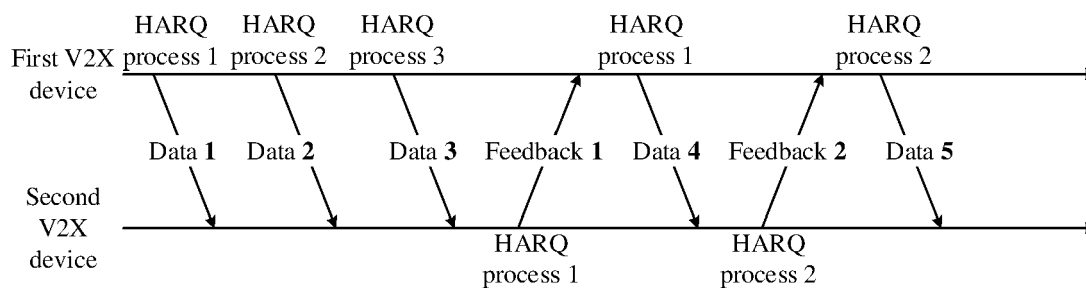 HARQ process 1
HARQ process 2
HARQ process 3
HARQ process 1
HARQ process 2
First V2X device
Data 1
Data 2
Data 3
Feedback 1
Data 4
Feedback 2
Data 5
Second V2X device
HARQ process 1
HARQ process 2